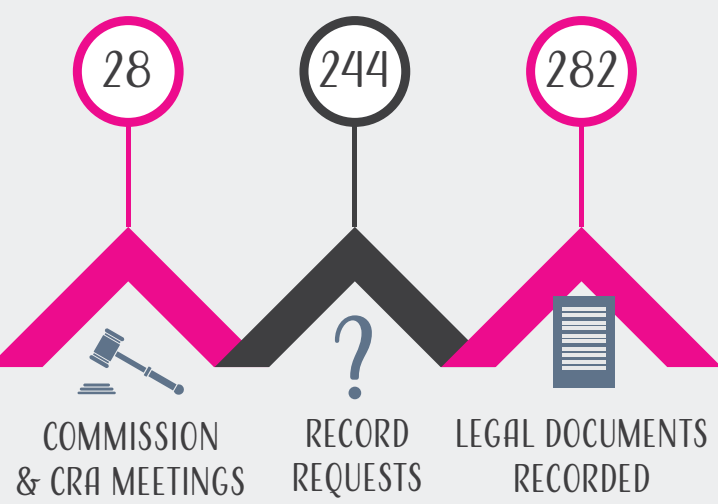 28
244
282
COMMISSION
& CRA MEETINGS
RECORD
REQUESTS
LEGAL DOCUMENTS
RECORDED